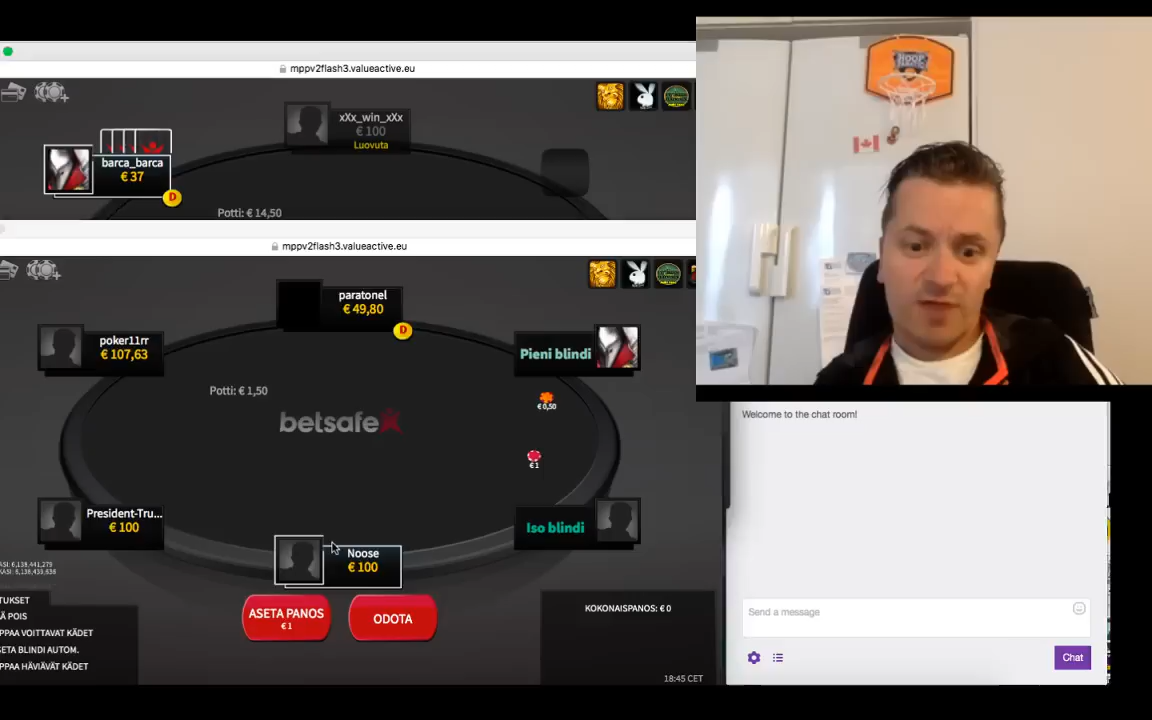 mppv2flash3.valueactive.eu
xXx_win_xXx
€ 100
Luovuta
barca_barca
€ 37
D
Potti: € 14,50
mppv2flash3.valueactive.eu
paratonel
€ 49,80
D
poker11rr
€ 107,63
Pieni blindi
Potti: € 1,50
€ 0,50
betsafe
€ 1
President-Tru...
€ 100
Iso blindi
Noose
€ 100
ASETA PANOS
€ 1
ODOTA
KOKONAISPANOS: € 0
TUKSET
Ä POIS
PPAA VOITTAVAT KÄDET
SETA BLINDI AUTOM.
PPAA HÄVIÄVÄT KÄDET
18:45 CET
HOOP
Welcome to the chat room!
Send a message
Chat